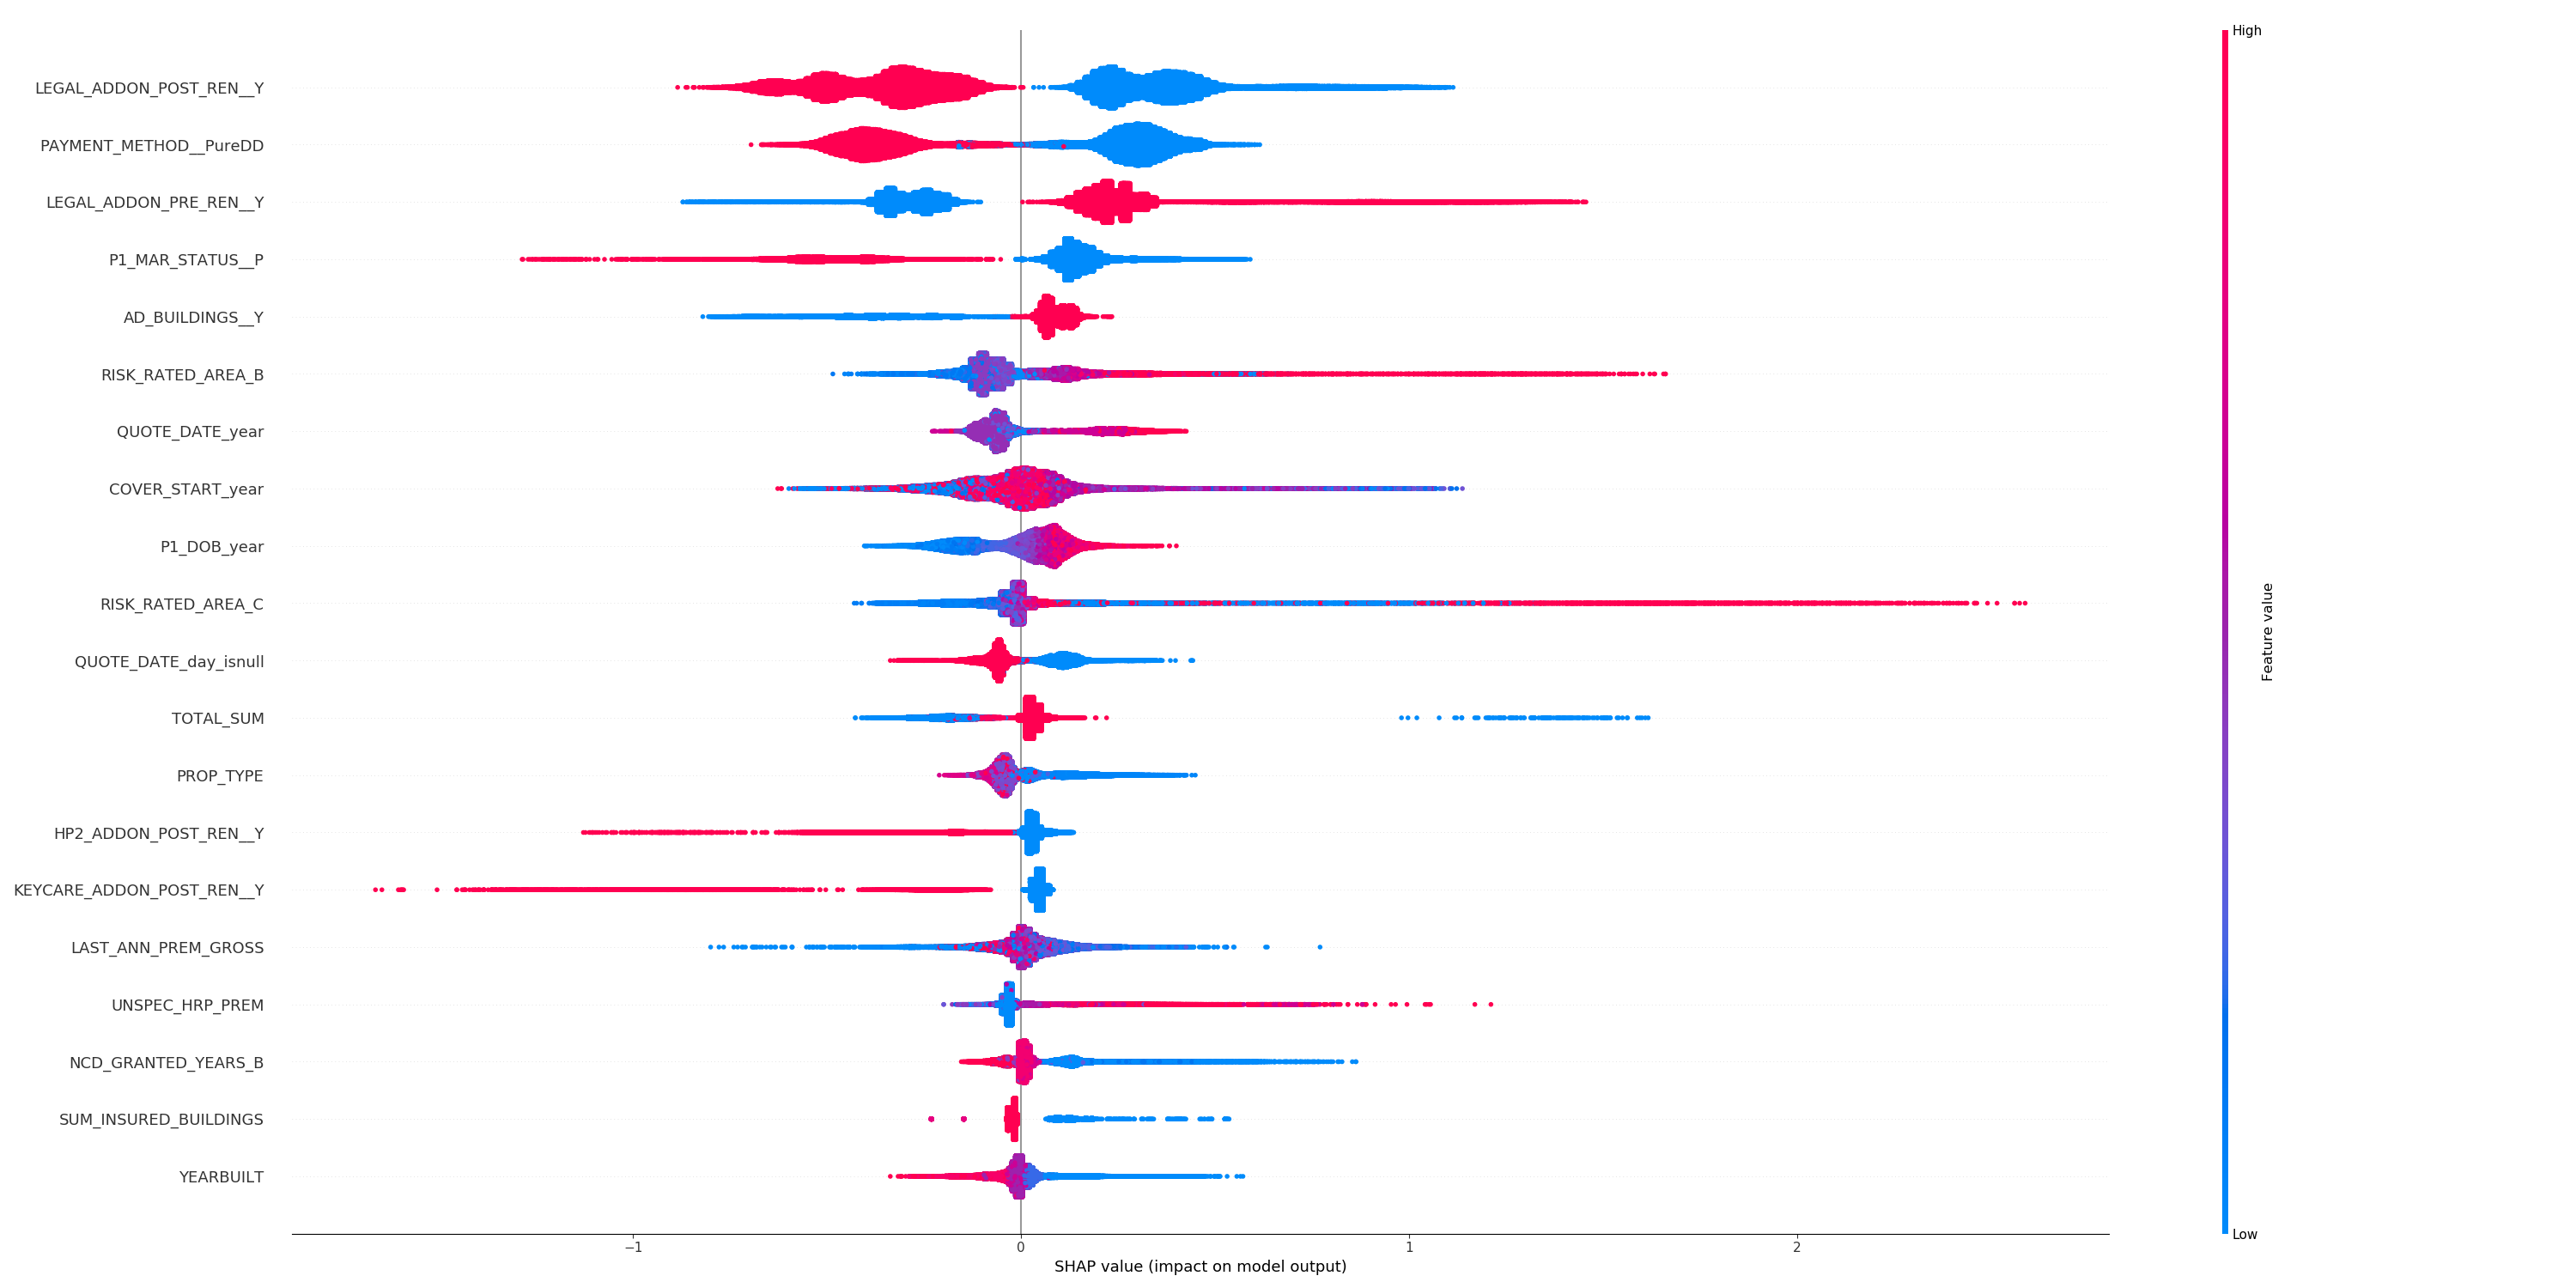 High
LEGAL_ADDON_POST_REN__Y
PAYMENT_METHOD__PureDD
LEGAL_ADDON_PRE_REN__Y
P1_MAR_STATUS__P
AD_BUILDINGS__Y
RISK_RATED_AREA_B
QUOTE_DATE_year
COVER_START_year
P1_DOB_year
RISK_RATED_AREA_C
QUOTE_DATE_day_isnull
TOTAL_SUM
PROP_TYPE
HP2_ADDON_POST_REN__Y
KEYCARE_ADDON_POST_REN__Y
LAST_ANN_PREM_GROSS
UNSPEC_HRP_PREM
NCD_GRANTED_YEARS_B
SUM_INSURED_BUILDINGS
YEARBUILT
Feature value
Low
−1 0 1 2
SHAP value (impact on model output)